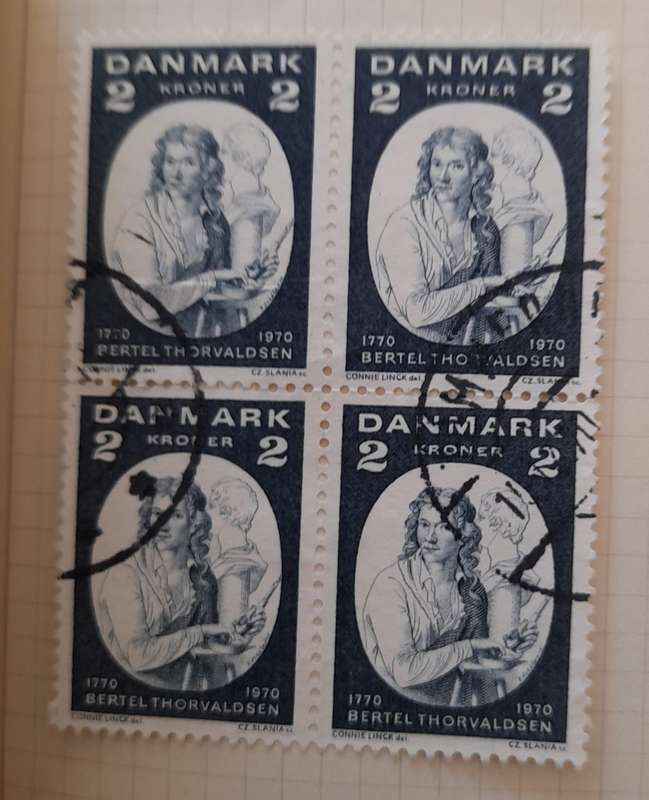 DANMARK
2 KRONER 2
1770 1970
BERTEL THORVALDSEN
CONNIE LINCK del. CZ. SLANIA sc.
DANMARK
2 KRONER 2
1770 1970
BERTEL THORVALDSEN
CONNIE LINCK del. CZ. SLANIA sc.
DANMARK
2 KRONER 2
1770 1970
BERTEL THORVALDSEN
CONNIE LINCK del. CZ. SLANIA sc.
DANMARK
2 KRONER 2
1770 1970
BERTEL THORVALDSEN
CONNIE LINCK del. CZ. SLANIA sc.